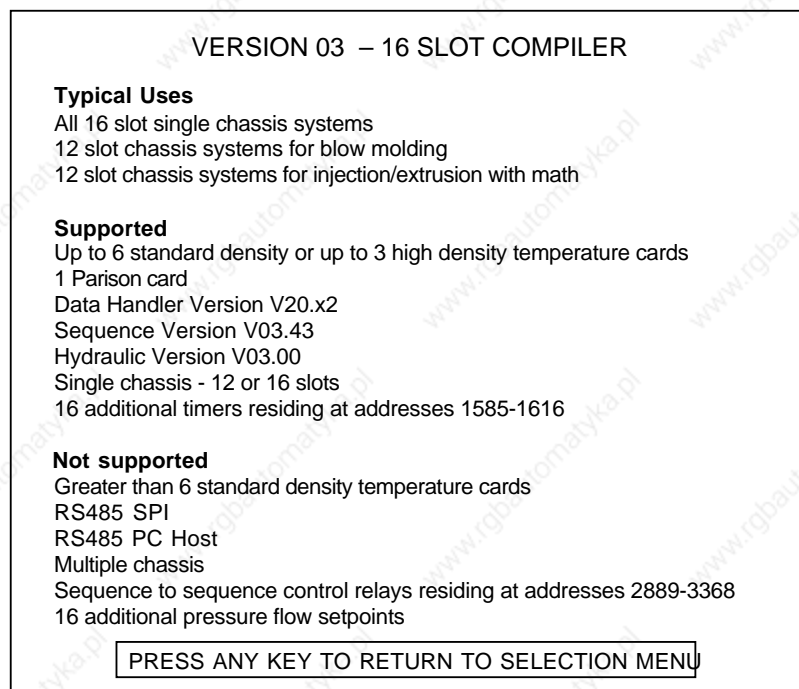 VERSION 03 – 16 SLOT COMPILER
Typical Uses
All 16 slot single chassis systems
12 slot chassis systems for blow molding
12 slot chassis systems for injection/extrusion with math
Supported
Up to 6 standard density or up to 3 high density temperature cards
1 Parison card
Data Handler Version V20.x2
Sequence Version V03.43
Hydraulic Version V03.00
Single chassis - 12 or 16 slots
16 additional timers residing at addresses 1585-1616
Not supported
Greater than 6 standard density temperature cards
RS485 SPI
RS485 PC Host
Multiple chassis
Sequence to sequence control relays residing at addresses 2889-3368
16 additional pressure flow setpoints
PRESS ANY KEY TO RETURN TO SELECTION MENU
www.rgbautomatyka.pl